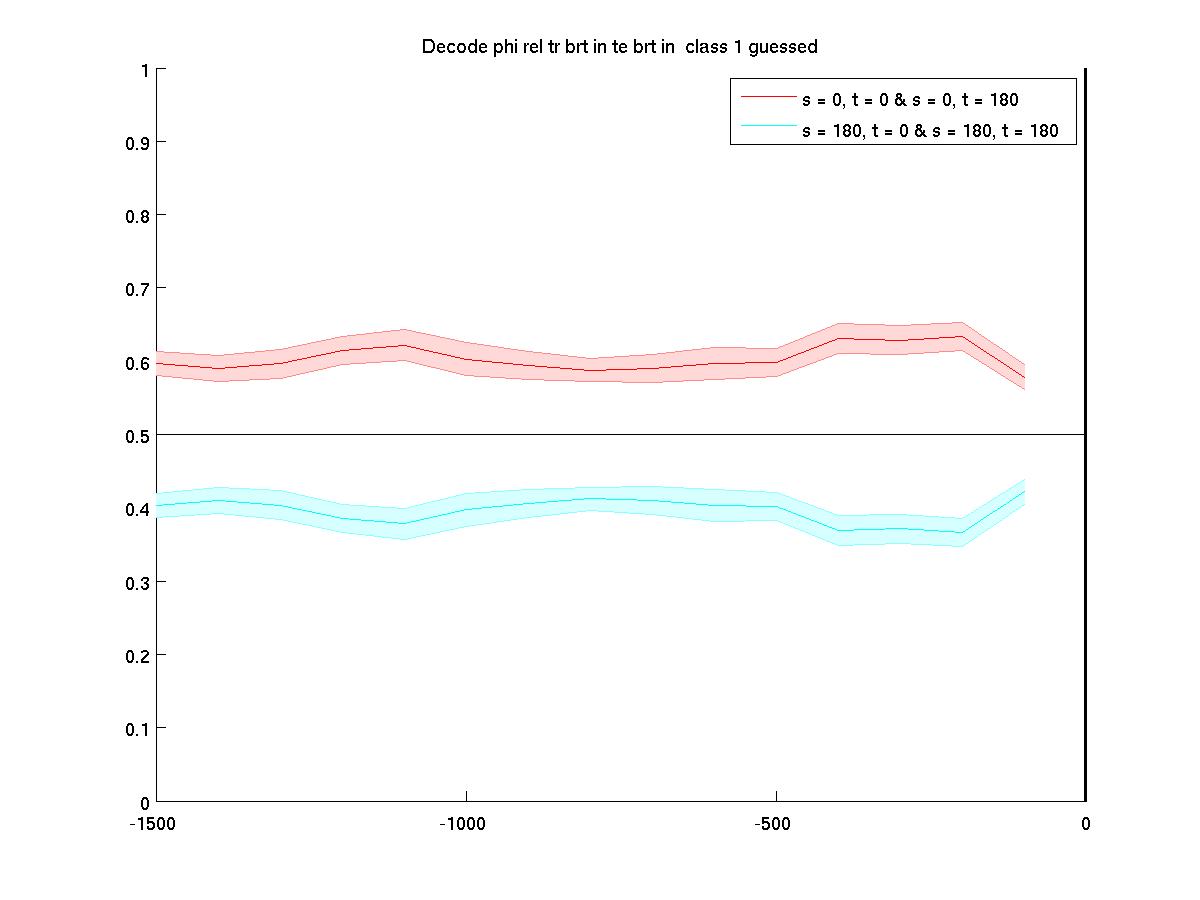 Decode phi rel tr brt in te brt in  class 1 guessed
s = 0, t = 0 & s = 0, t = 180
s = 180, t = 0 & s = 180, t = 180
1
0.9
0.8
0.7
0.6
0.5
0.4
0.3
0.2
0.1
0
-1500 -1000 -500 0